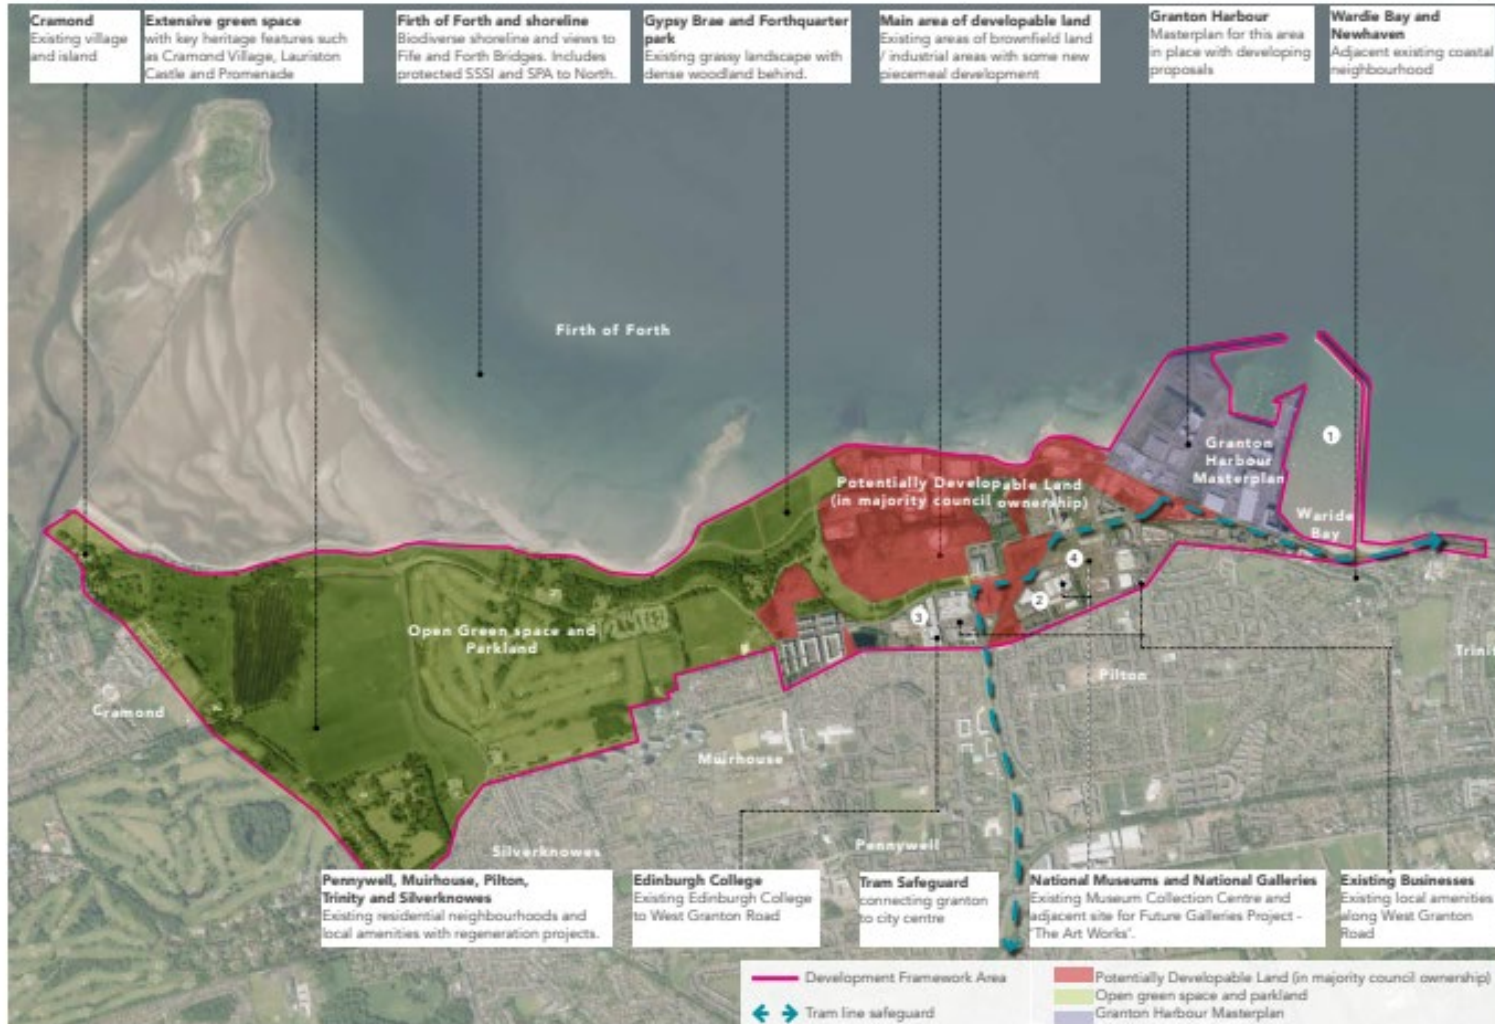 Cramond
Existing village
and island
Extensive green space
with key heritage features such
as Cramond Village, Lauriston
Castle and Promenade
Firth of Forth and shoreline
Biodiverse shoreline and views to
Fife and Forth Bridges. Includes
protected SSSI and SPA to North.
Gypsy Brae and Forthquarter
park
Existing grassy landscape with
dense woodland behind.
Main area of developable land
Existing areas of brownfield land
/ industrial areas with some new
piecemeal development
Granton Harbour
Masterplan for this area
in place with developing
proposals
Wardie Bay and
Newhaven
Adjacent existing coastal
neighbourhood
Firth of Forth
Granton
Harbour
Masterplan
1
Potentially Developable Land
(in majority council ownership)
Waride
Bay
4
2
3
Open Green space and
Parkland
Trinit
Pilton
Cramond
Muirhouse
Silverknowes
Pennywell
Pennywell, Muirhouse, Pilton,
Trinity and Silverknowes
Existing residential neighbourhoods and
local amenities with regeneration projects.
Edinburgh College
Existing Edinburgh College
to West Granton Road
Tram Safeguard
connecting granton
to city centre
National Museums and National Galleries
Existing Museum Collection Centre and
adjacent site for Future Galleries Project -
'The Art Works'.
Existing Businesses
Existing local amenities
along West Granton
Road
Development Framework Area
Tram line safeguard
Potentially Developable Land (in majority council ownership)
Open green space and parkland
Granton Harbour Masterplan